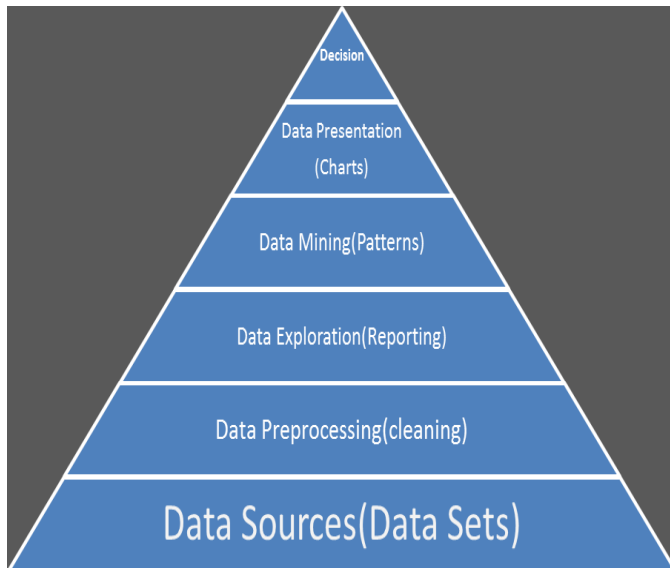 Decision
Data Presentation
(Charts)
Data Mining(Patterns)
Data Exploration(Reporting)
Data Preprocessing(cleaning)
Data Sources(Data Sets)